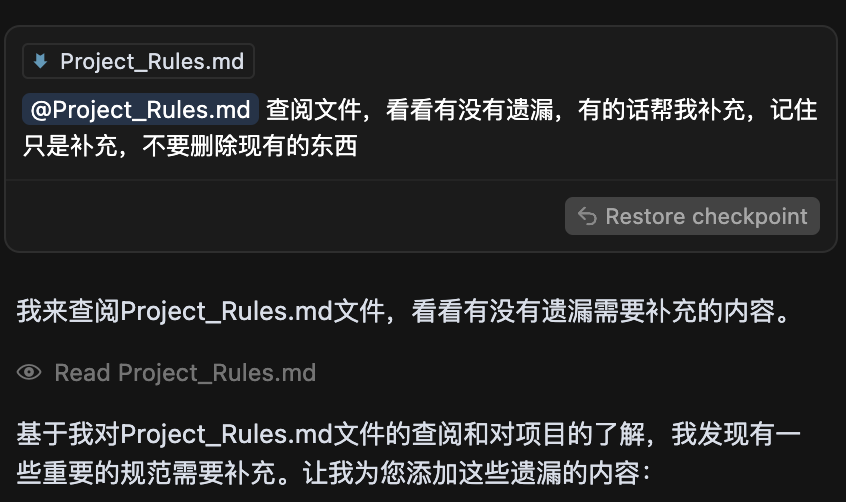 Project_Rules.md
@Project_Rules.md 查阅文件，看看有没有遗漏，有的话帮我补充，记住
只是补充，不要删除现有的东西
Restore checkpoint
我来查阅Project_Rules.md文件，看看有没有遗漏需要补充的内容。
Read Project_Rules.md
基于我对Project_Rules.md文件的查阅和对项目的了解，我发现有一
些重要的规范需要补充。让我为您添加这些遗漏的内容：